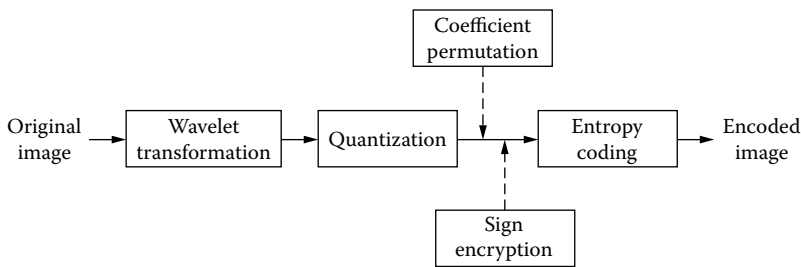 Coefficient
permutation
Original
image
Wavelet
transformation
Quantization
Entropy
coding
Encoded
image
Sign
encryption